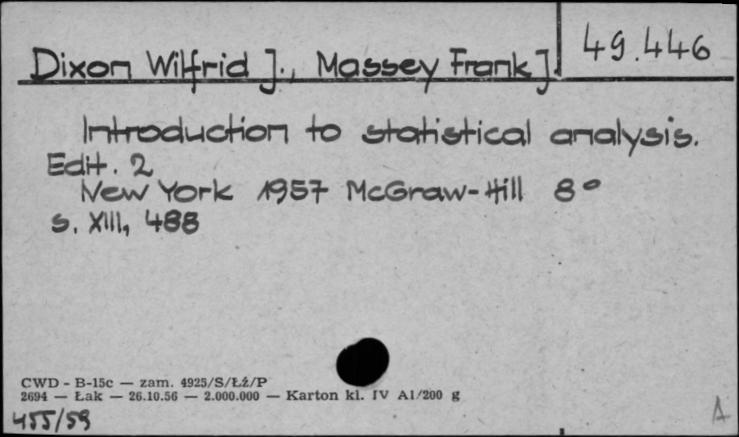 49.446
Dixon Wilfrid J., Massey Frank J.
Introduction to statistical analysis.
Edit. 2
New York 1957 McGraw-Hill 8°
s. XIII, 488
CWD - B-15c — zam. 4925/S/Łż/P
2694 — Łak — 26.10.56 — 2.000.000 — Karton kl. IV A1/200 g
455/59
A